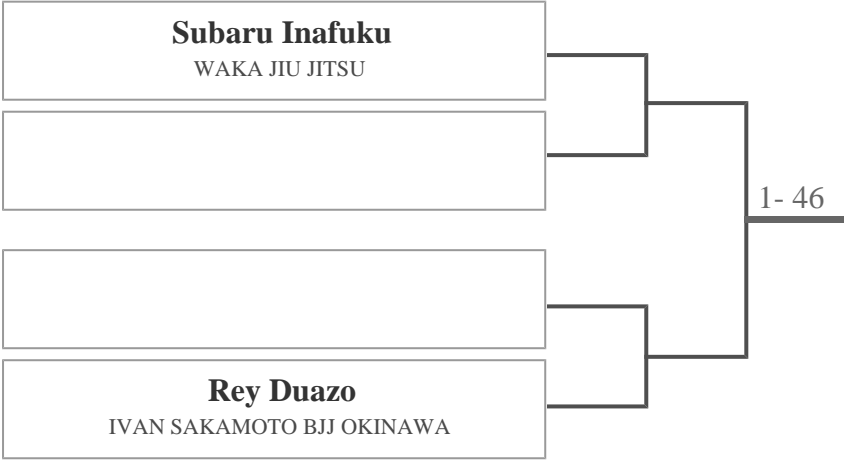 Subaru Inafuku
WAKA JIU JITSU
1- 46
Rey Duazo
IVAN SAKAMOTO BJJ OKINAWA